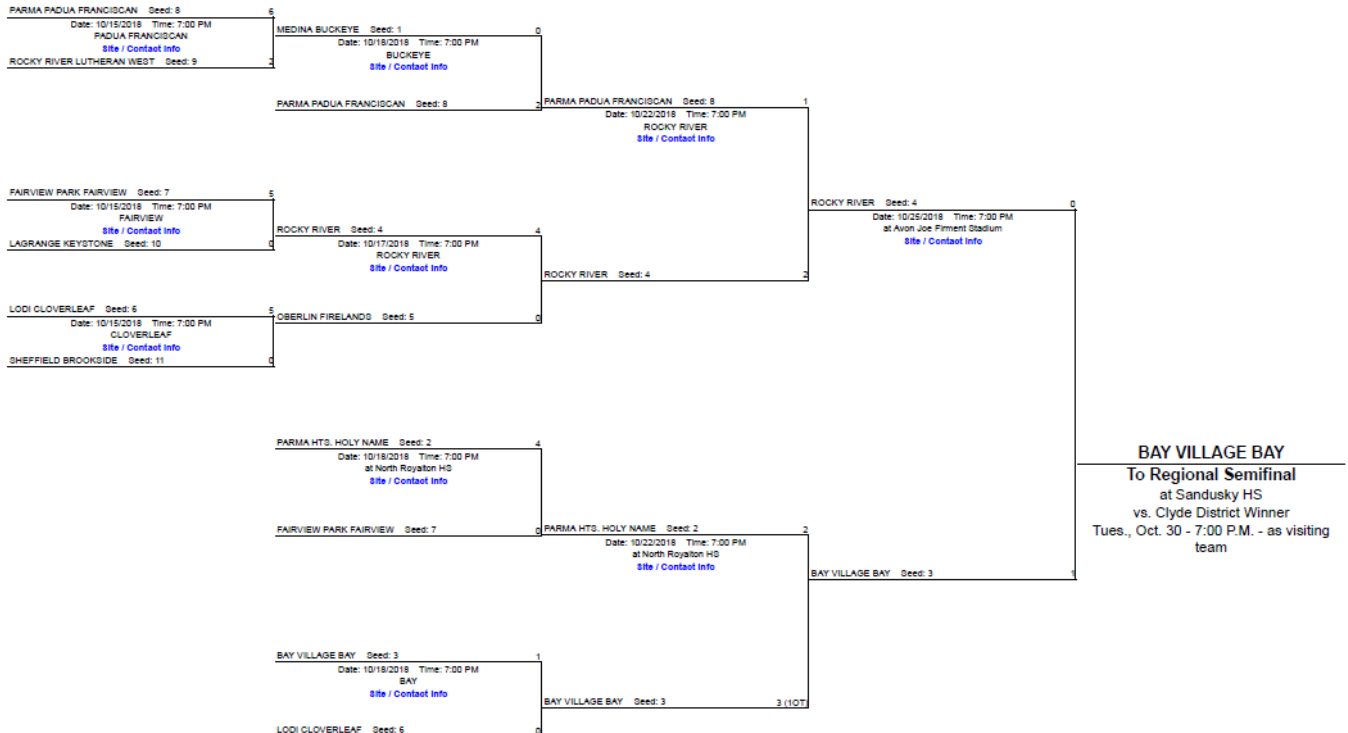 PARMA PADUA FRANCISCAN Seed: 8 6
Date: 10/15/2018 Time: 7:00 PM
PADUA FRANCISCAN
Site / Contact Info
ROCKY RIVER LUTHERAN WEST Seed: 9 2
MEDINA BUCKEYE Seed: 1 0
Date: 10/18/2018 Time: 7:00 PM
BUCKEYE
Site / Contact Info
PARMA PADUA FRANCISCAN Seed: 8 2
PARMA PADUA FRANCISCAN Seed: 8 1
Date: 10/22/2018 Time: 7:00 PM
ROCKY RIVER
Site / Contact Info
FAIRVIEW PARK FAIRVIEW Seed: 7 5
Date: 10/15/2018 Time: 7:00 PM
FAIRVIEW
Site / Contact Info
LAGRANGE KEYSTONE Seed: 10 0
ROCKY RIVER Seed: 4 4
Date: 10/17/2018 Time: 7:00 PM
ROCKY RIVER
Site / Contact Info
OBERLIN FIRELANDS Seed: 5 0
ROCKY RIVER Seed: 4 2
ROCKY RIVER Seed: 4 0
Date: 10/25/2018 Time: 7:00 PM
at Avon Joe Firment Stadium
Site / Contact Info
LODI CLOVERLEAF Seed: 6 5
Date: 10/15/2018 Time: 7:00 PM
CLOVERLEAF
Site / Contact Info
SHEFFIELD BROOKSIDE Seed: 11 0
PARMA HTS. HOLY NAME Seed: 2 4
Date: 10/18/2018 Time: 7:00 PM
at North Royalton HS
Site / Contact Info
FAIRVIEW PARK FAIRVIEW Seed: 7 0
PARMA HTS. HOLY NAME Seed: 2 2
Date: 10/22/2018 Time: 7:00 PM
at North Royalton HS
Site / Contact Info
BAY VILLAGE BAY Seed: 3 1
BAY VILLAGE BAY Seed: 3 1
Date: 10/18/2018 Time: 7:00 PM
BAY
Site / Contact Info
BAY VILLAGE BAY Seed: 3 3 (1OT)
LODI CLOVERLEAF Seed: 6 0
BAY VILLAGE BAY
To Regional Semifinal
at Sandusky HS
vs. Clyde District Winner
Tues., Oct. 30 - 7:00 P.M. - as visiting
team